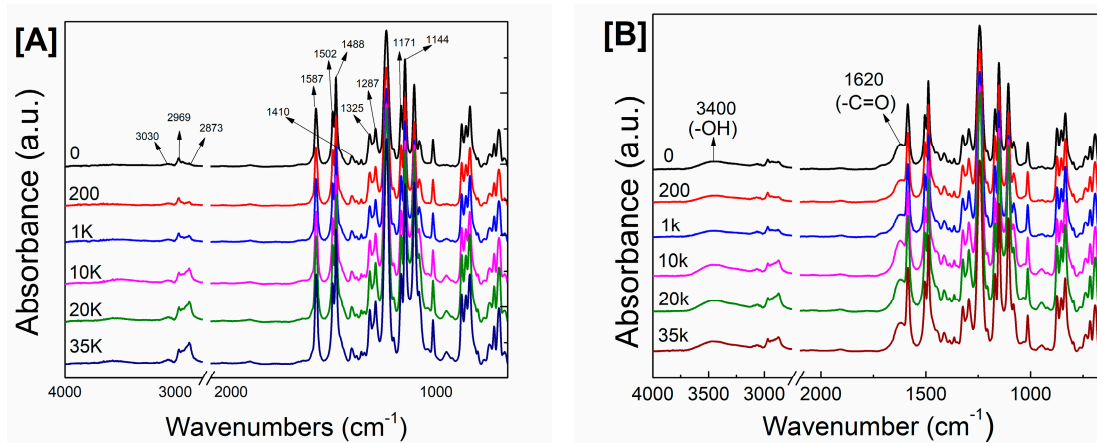 [A]
Absorbance (a.u.)
3030
2969
2873
1410
1587
1502
1488
1325
1287
1171
1144
0
200
1K
10K
20K
35K
4000
3000
2000
1000
Wavenumbers (cm-1)
[B]
Absorbance (a.u.)
3400
(-OH)
1620
(-C=O)
0
200
1k
10k
20k
35k
4000
3500
3000
2000
1500
1000
Wavenumber (cm-1)